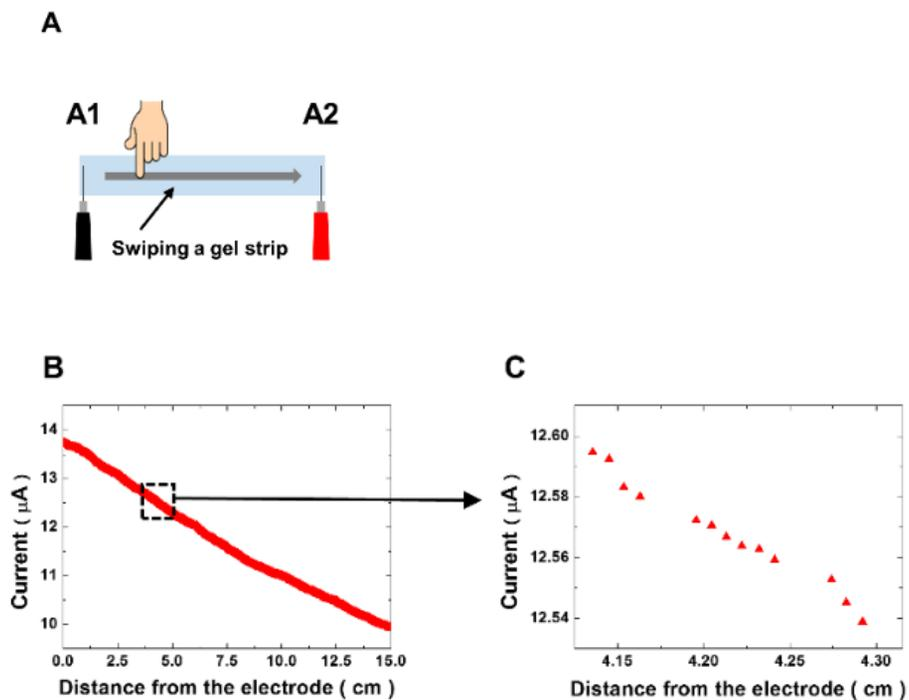 A
A1
A2
Swiping a gel strip
B
14
13
12
11
10
0.0 2.5 5.0 7.5 10.0 12.5 15.0
Current ( μA )
Distance from the electrode ( cm )
C
12.60
12.58
12.56
12.54
4.15 4.20 4.25 4.30
Current ( μA )
Distance from the electrode ( cm )